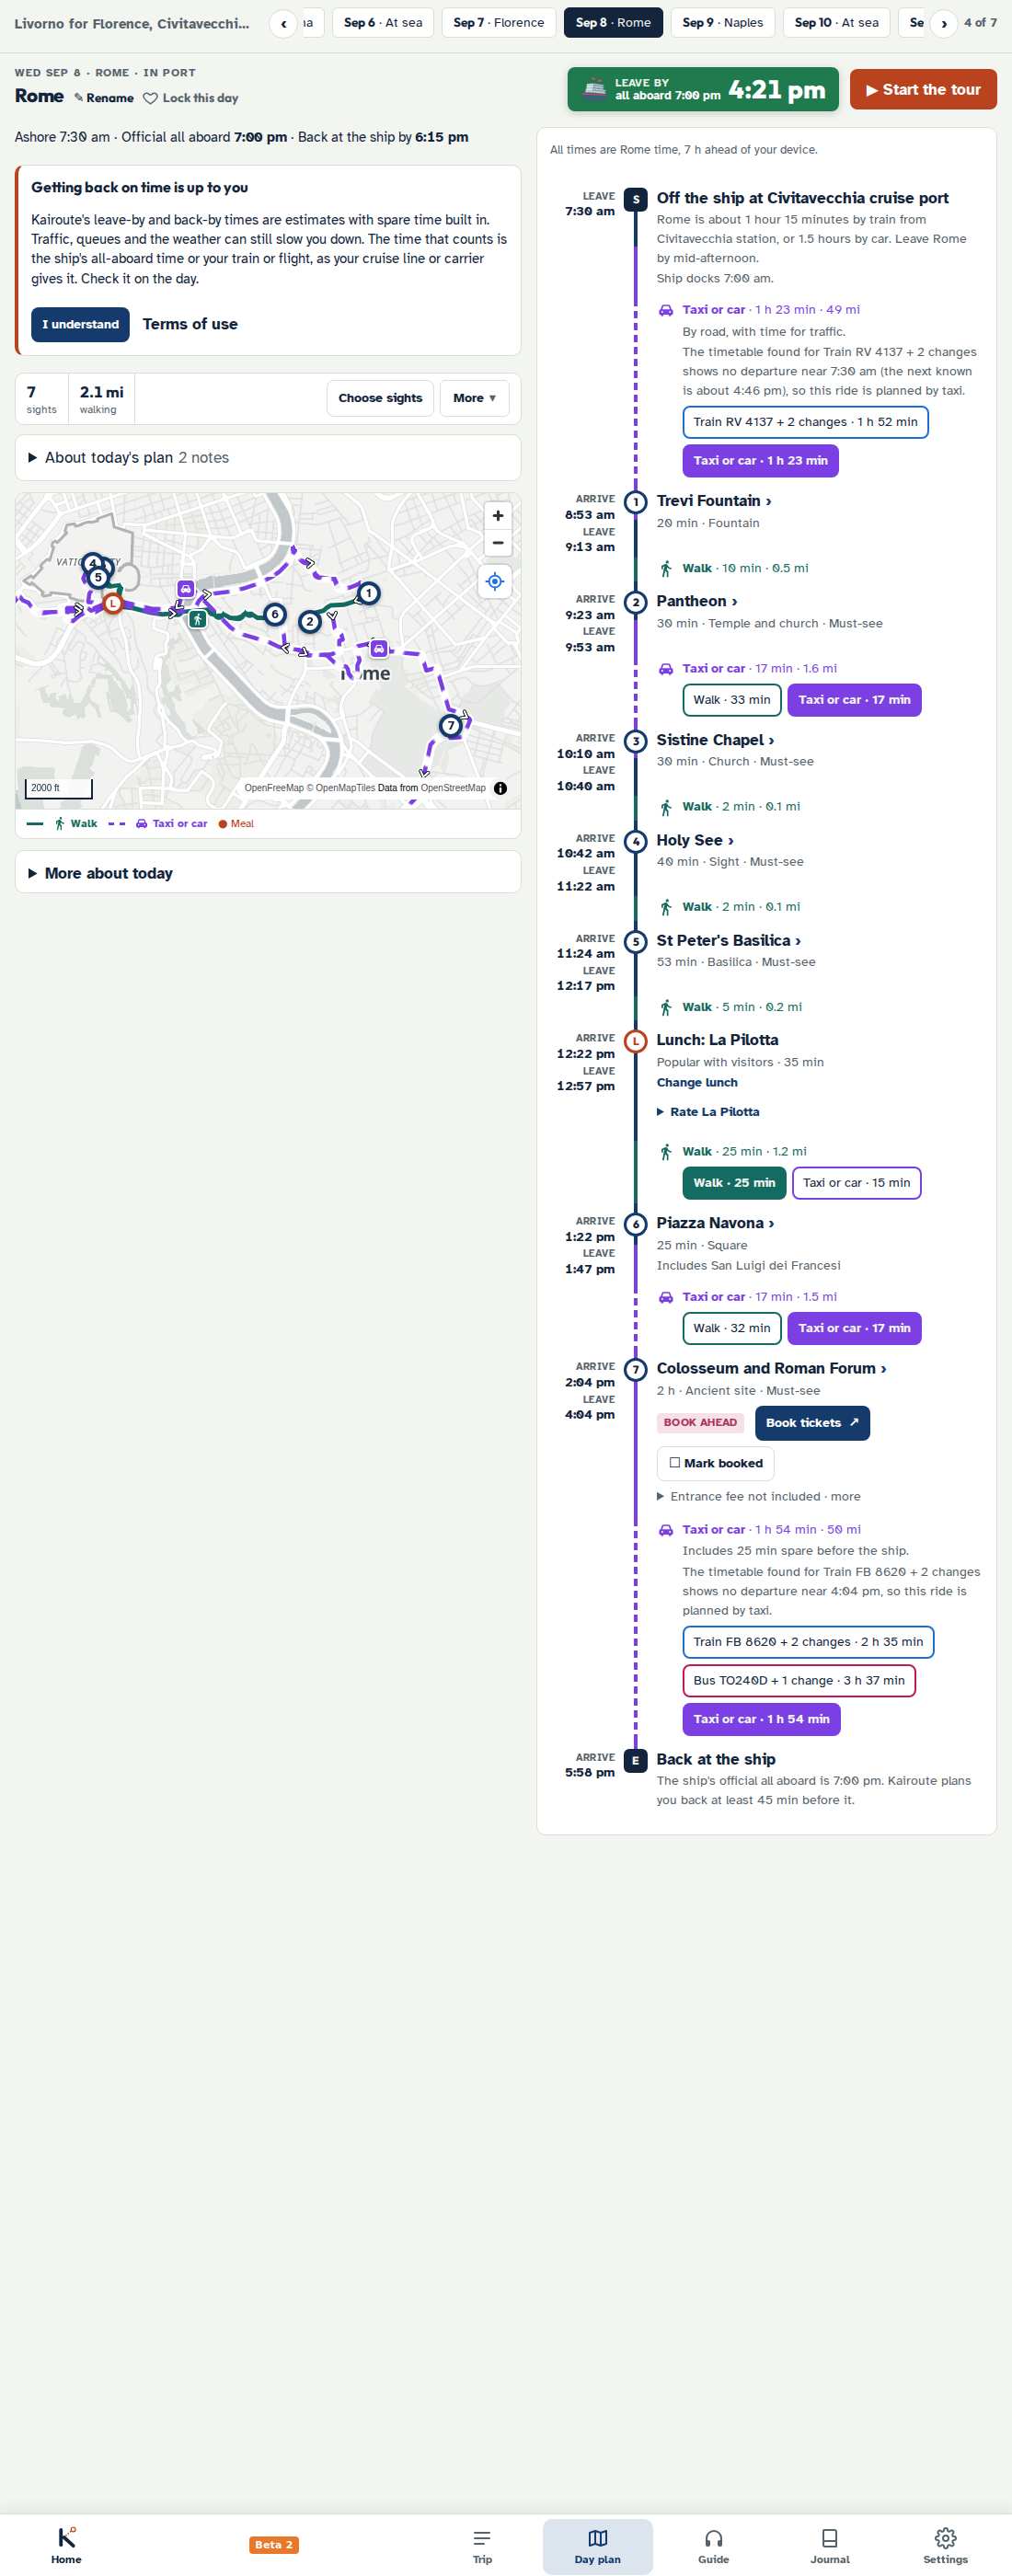 Livorno for Florence, Civitavecchi...
‹
na
Sep 6 · At sea
Sep 7 · Florence
Sep 8 · Rome
Sep 9 · Naples
Sep 10 · At sea
Se
›
4 of 7
WED SEP 8 · ROME · IN PORT
Rome
✎ Rename
Lock this day
LEAVE BY
all aboard 7:00 pm
4:21 pm
▶ Start the tour
Ashore 7:30 am · Official all aboard 7:00 pm · Back at the ship by 6:15 pm
Getting back on time is up to you
Kairoute's leave-by and back-by times are estimates with spare time built in.
Traffic, queues and the weather can still slow you down. The time that counts is
the ship's all-aboard time or your train or flight, as your cruise line or carrier
gives it. Check it on the day.
I understand
Terms of use
7
sights
2.1 mi
walking
Choose sights
More ▾
▶ About today's plan 2 notes
4
5
L
6
2
1
7
+
−
2000 ft
OpenFreeMap © OpenMapTiles Data from OpenStreetMap
Walk
Taxi or car
Meal
▶ More about today
All times are Rome time, 7 h ahead of your device.
LEAVE
7:30 am
S
Off the ship at Civitavecchia cruise port
Rome is about 1 hour 15 minutes by train from
Civitavecchia station, or 1.5 hours by car. Leave Rome
by mid-afternoon.
Ship docks 7:00 am.
Taxi or car · 1 h 23 min · 49 mi
By road, with time for traffic.
The timetable found for Train RV 4137 + 2 changes
shows no departure near 7:30 am (the next known
is about 4:46 pm), so this ride is planned by taxi.
Train RV 4137 + 2 changes · 1 h 52 min
Taxi or car · 1 h 23 min
ARRIVE
8:53 am
LEAVE
9:13 am
1
Trevi Fountain ›
20 min · Fountain
Walk · 10 min · 0.5 mi
ARRIVE
9:23 am
LEAVE
9:53 am
2
Pantheon ›
30 min · Temple and church · Must-see
Taxi or car · 17 min · 1.6 mi
Walk · 33 min
Taxi or car · 17 min
ARRIVE
10:10 am
LEAVE
10:40 am
3
Sistine Chapel ›
30 min · Church · Must-see
Walk · 2 min · 0.1 mi
ARRIVE
10:42 am
LEAVE
11:22 am
4
Holy See ›
40 min · Sight · Must-see
Walk · 2 min · 0.1 mi
ARRIVE
11:24 am
LEAVE
12:17 pm
5
St Peter's Basilica ›
53 min · Basilica · Must-see
Walk · 5 min · 0.2 mi
ARRIVE
12:22 pm
LEAVE
12:57 pm
L
Lunch: La Pilotta
Popular with visitors · 35 min
Change lunch
▶ Rate La Pilotta
Walk · 25 min · 1.2 mi
Walk · 25 min
Taxi or car · 15 min
ARRIVE
1:22 pm
LEAVE
1:47 pm
6
Piazza Navona ›
25 min · Square
Includes San Luigi dei Francesi
Taxi or car · 17 min · 1.5 mi
Walk · 32 min
Taxi or car · 17 min
ARRIVE
2:04 pm
LEAVE
4:04 pm
7
Colosseum and Roman Forum ›
2 h · Ancient site · Must-see
BOOK AHEAD
Book tickets ↗
☐ Mark booked
▶ Entrance fee not included · more
Taxi or car · 1 h 54 min · 50 mi
Includes 25 min spare before the ship.
The timetable found for Train FB 8620 + 2 changes
shows no departure near 4:04 pm, so this ride is
planned by taxi.
Train FB 8620 + 2 changes · 2 h 35 min
Bus TO240D + 1 change · 3 h 37 min
Taxi or car · 1 h 54 min
ARRIVE
5:58 pm
E
Back at the ship
The ship's official all aboard is 7:00 pm. Kairoute plans
you back at least 45 min before it.
Home
Beta 2
Trip
Day plan
Guide
Journal
Settings